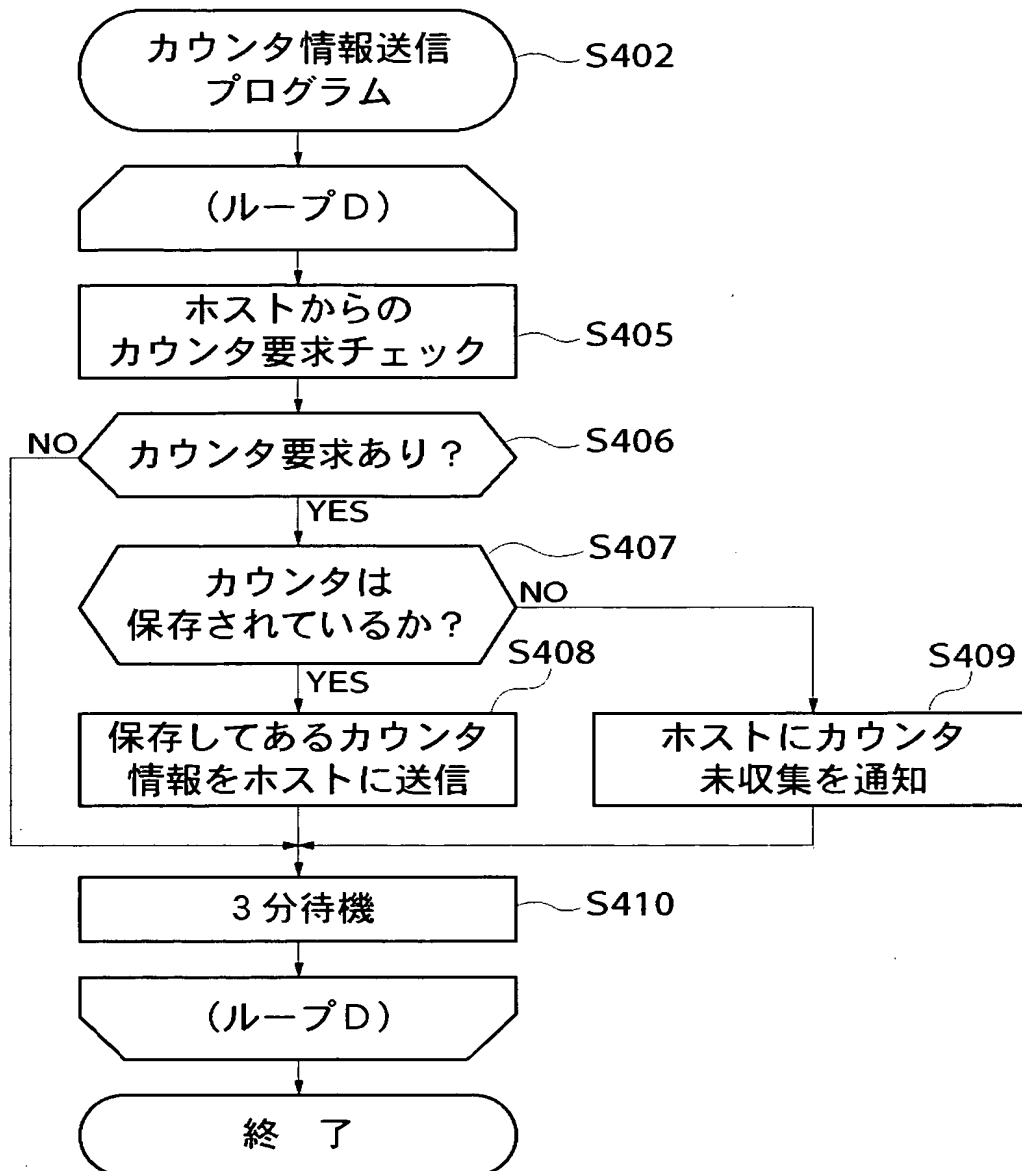 カウンタ情報送信
プログラム
S402
(ループD)
ホストからの
カウンタ要求チェック
S405
NO
カウンタ要求あり?
S406
YES
カウンタは
保存されているか?
S407
NO
YES
S408
保存してあるカウンタ
情報をホストに送信
S409
ホストにカウンタ
未収集を通知
3分待機
S410
(ループD)
終 了